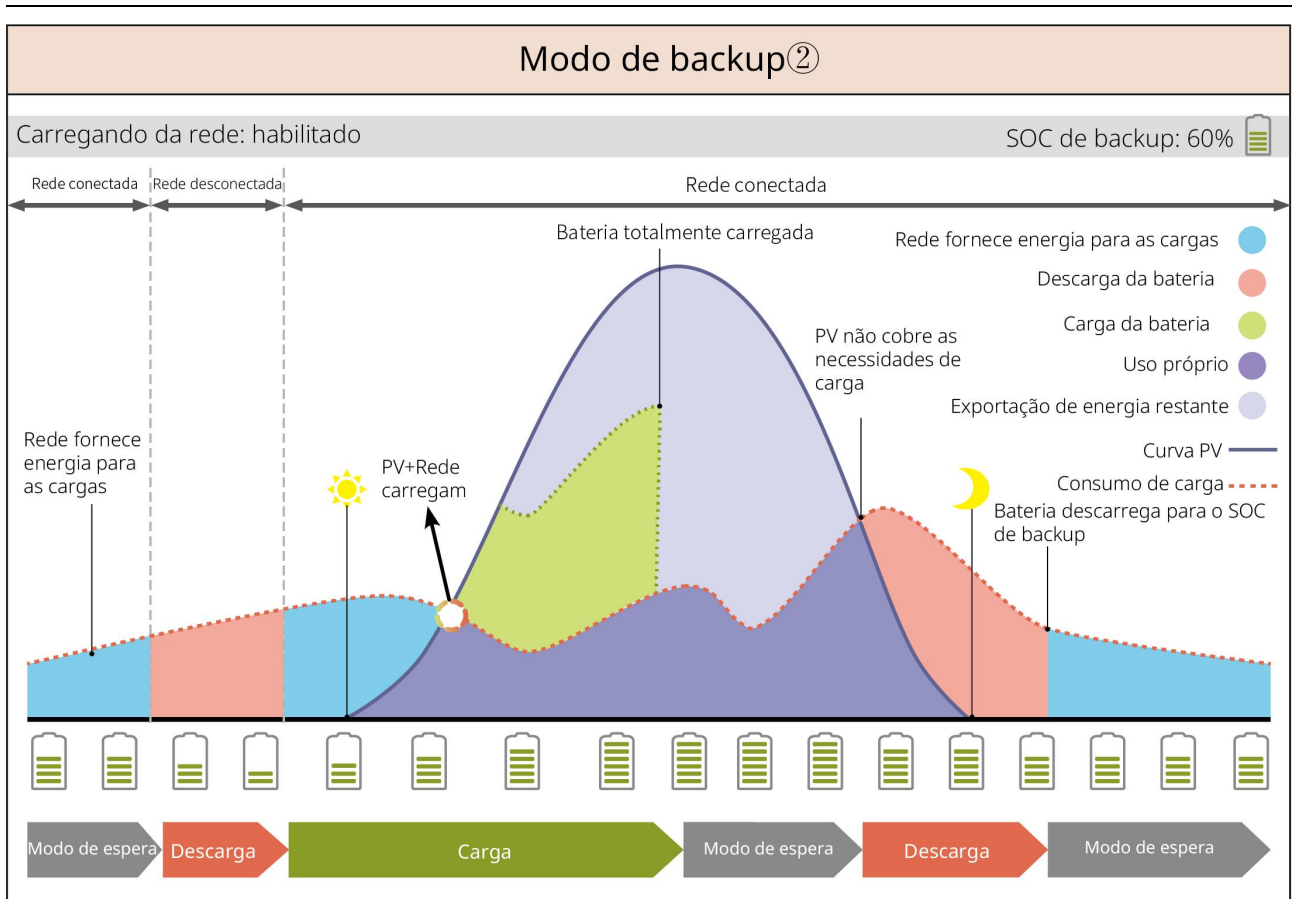 Modo de backup②
Carregando da rede: habilitado
SOC de backup: 60%
Rede conectada
Rede desconectada
Rede conectada
Bateria totalmente carregada
Rede fornece energia para as cargas
Descarga da bateria
Carga da bateria
Uso próprio
Exportação de energia restante
Curva PV
Consumo de carga
PV não cobre as
necessidades de
carga
Rede fornece
energia para
as cargas
PV+Rede
carregam
Bateria descarrega para o SOC
de backup
Modo de espera
Descarga
Carga
Modo de espera
Descarga
Modo de espera